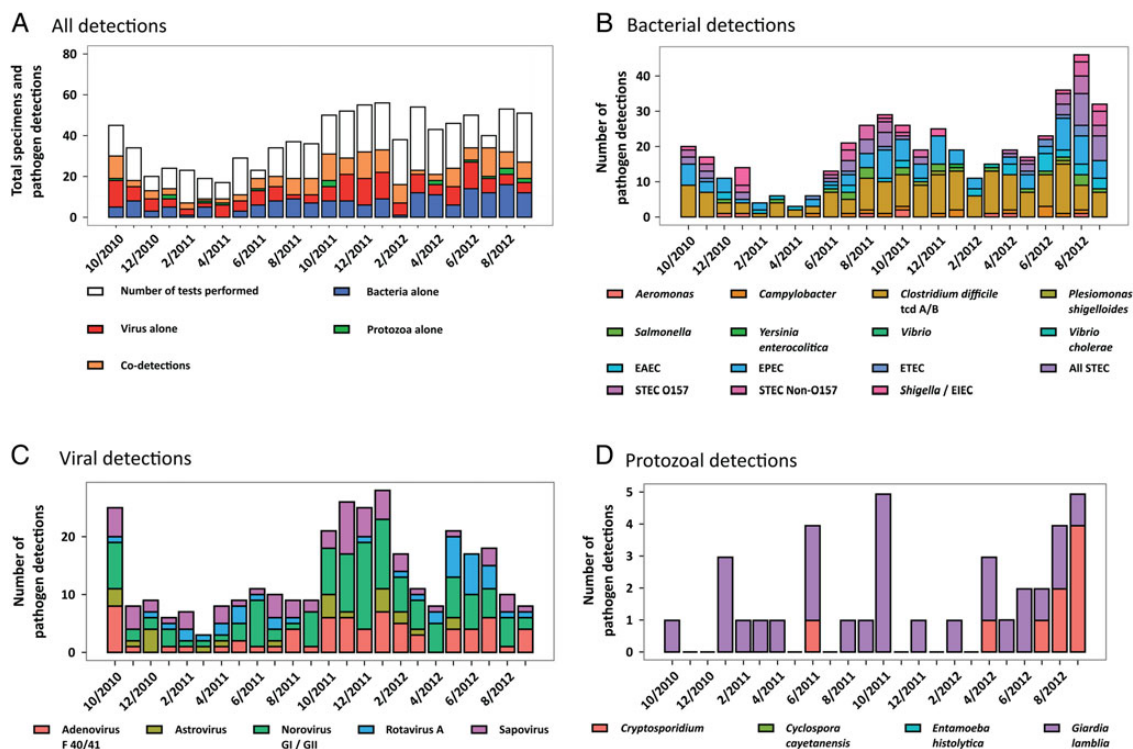 A All detections
Total specimens and
pathogen detections
80
60
40
20
0
10/2010
12/2010
2/2011
4/2011
6/2011
8/2011
10/2011
12/2011
2/2012
4/2012
6/2012
8/2012
Number of tests performed
Bacteria alone
Virus alone
Protozoa alone
Co-detections
B Bacterial detections
Number of
pathogen detections
40
30
20
10
0
10/2010
12/2010
2/2011
4/2011
6/2011
8/2011
10/2011
12/2011
2/2012
4/2012
6/2012
8/2012
Aeromonas
Campylobacter
Clostridium difficile
tcd A/B
Plesiomonas
shigelloides
Salmonella
Yersinia
enterocolitica
Vibrio
Vibrio
cholerae
EAEC
EPEC
ETEC
All STEC
STEC O157
STEC Non-O157
Shigella / EIEC
C Viral detections
Number of
pathogen detections
20
10
0
10/2010
12/2010
2/2011
4/2011
6/2011
8/2011
10/2011
12/2011
2/2012
4/2012
6/2012
8/2012
Adenovirus
F 40/41
Astrovirus
Norovirus
GI / GII
Rotavirus A
Sapovirus
D Protozoal detections
Number of
pathogen detections
5
4
3
2
1
0
10/2010
12/2010
2/2011
4/2011
6/2011
8/2011
10/2011
12/2011
2/2012
4/2012
6/2012
8/2012
Cryptosporidium
Cyclospora
cayetanensis
Entamoeba
histolytica
Giardia
lamblia